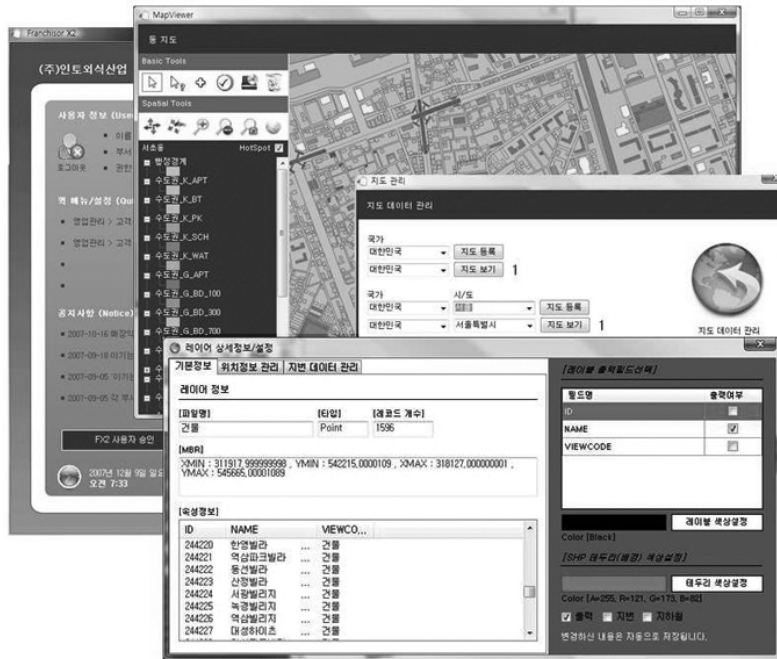 MapViewer
동 지도
Basic Tools
Spatial Tools
서초동 HotSpot
행정경계
수도권_K_APT
수도권_K_BT
수도권_K_PK
수도권_K_SCH
수도권_K_WAT
수도권_G_APT
수도권_G_BD_100
수도권_G_BD_300
수도권_G_BD_700
Franchisor X2
(주)인토외식산업
사용자 정보 (User
이름
부서
권한
로그아웃
퀵 메뉴/설정 (Qui
영업관리 > 고객
영업관리 > 고객
공지사항 (Notice)
2007-10-16 매장약
2007-09-18 이기는
2007-09-05 '이기는
2007-09-05 각 부서
FX2 사용자 승인
2007년 12월 9일 일요
오전 7:33
지도 관리
지도 데이터 관리
국가
대한민국 지도 등록
대한민국 지도 보기 1
국가 시/도
대한민국 지도 등록
대한민국 서울특별시 지도 보기 1
지도 데이터 관리
레이어 상세정보/설정
기본정보 위치정보 관리 지번 데이터 관리
레이어 정보
[파일명] [타입] [레코드 개수]
건물 Point 1596
[MBR]
XMIN : 311917,999999998 , YMIN : 542215,0000109 , XMAX : 318127,000000001 ,
YMAX : 545665,00001089
[속성정보]
ID NAME VIEWCO...
244220 한영빌라 ... 건물
244221 역삼파크빌라 ... 건물
244222 동선빌라 ... 건물
244223 산정빌라 ... 건물
244224 서광빌리지 ... 건물
244225 녹경빌리지 ... 건물
244226 역삼빌리지 ... 건물
244227 대성하이츠 ... 건물
[레이블 출력필드선택]
필드명 출력여부
ID
NAME
VIEWCODE
레이블 색상설정
Color [Black]
[SHP 테두리(배경) 색상설정]
테두리 색상설정
Color [A=255, R=121, G=173, B=82]
출력 지번 지하철
변경하신 내용은 자동으로 저장됩니다.